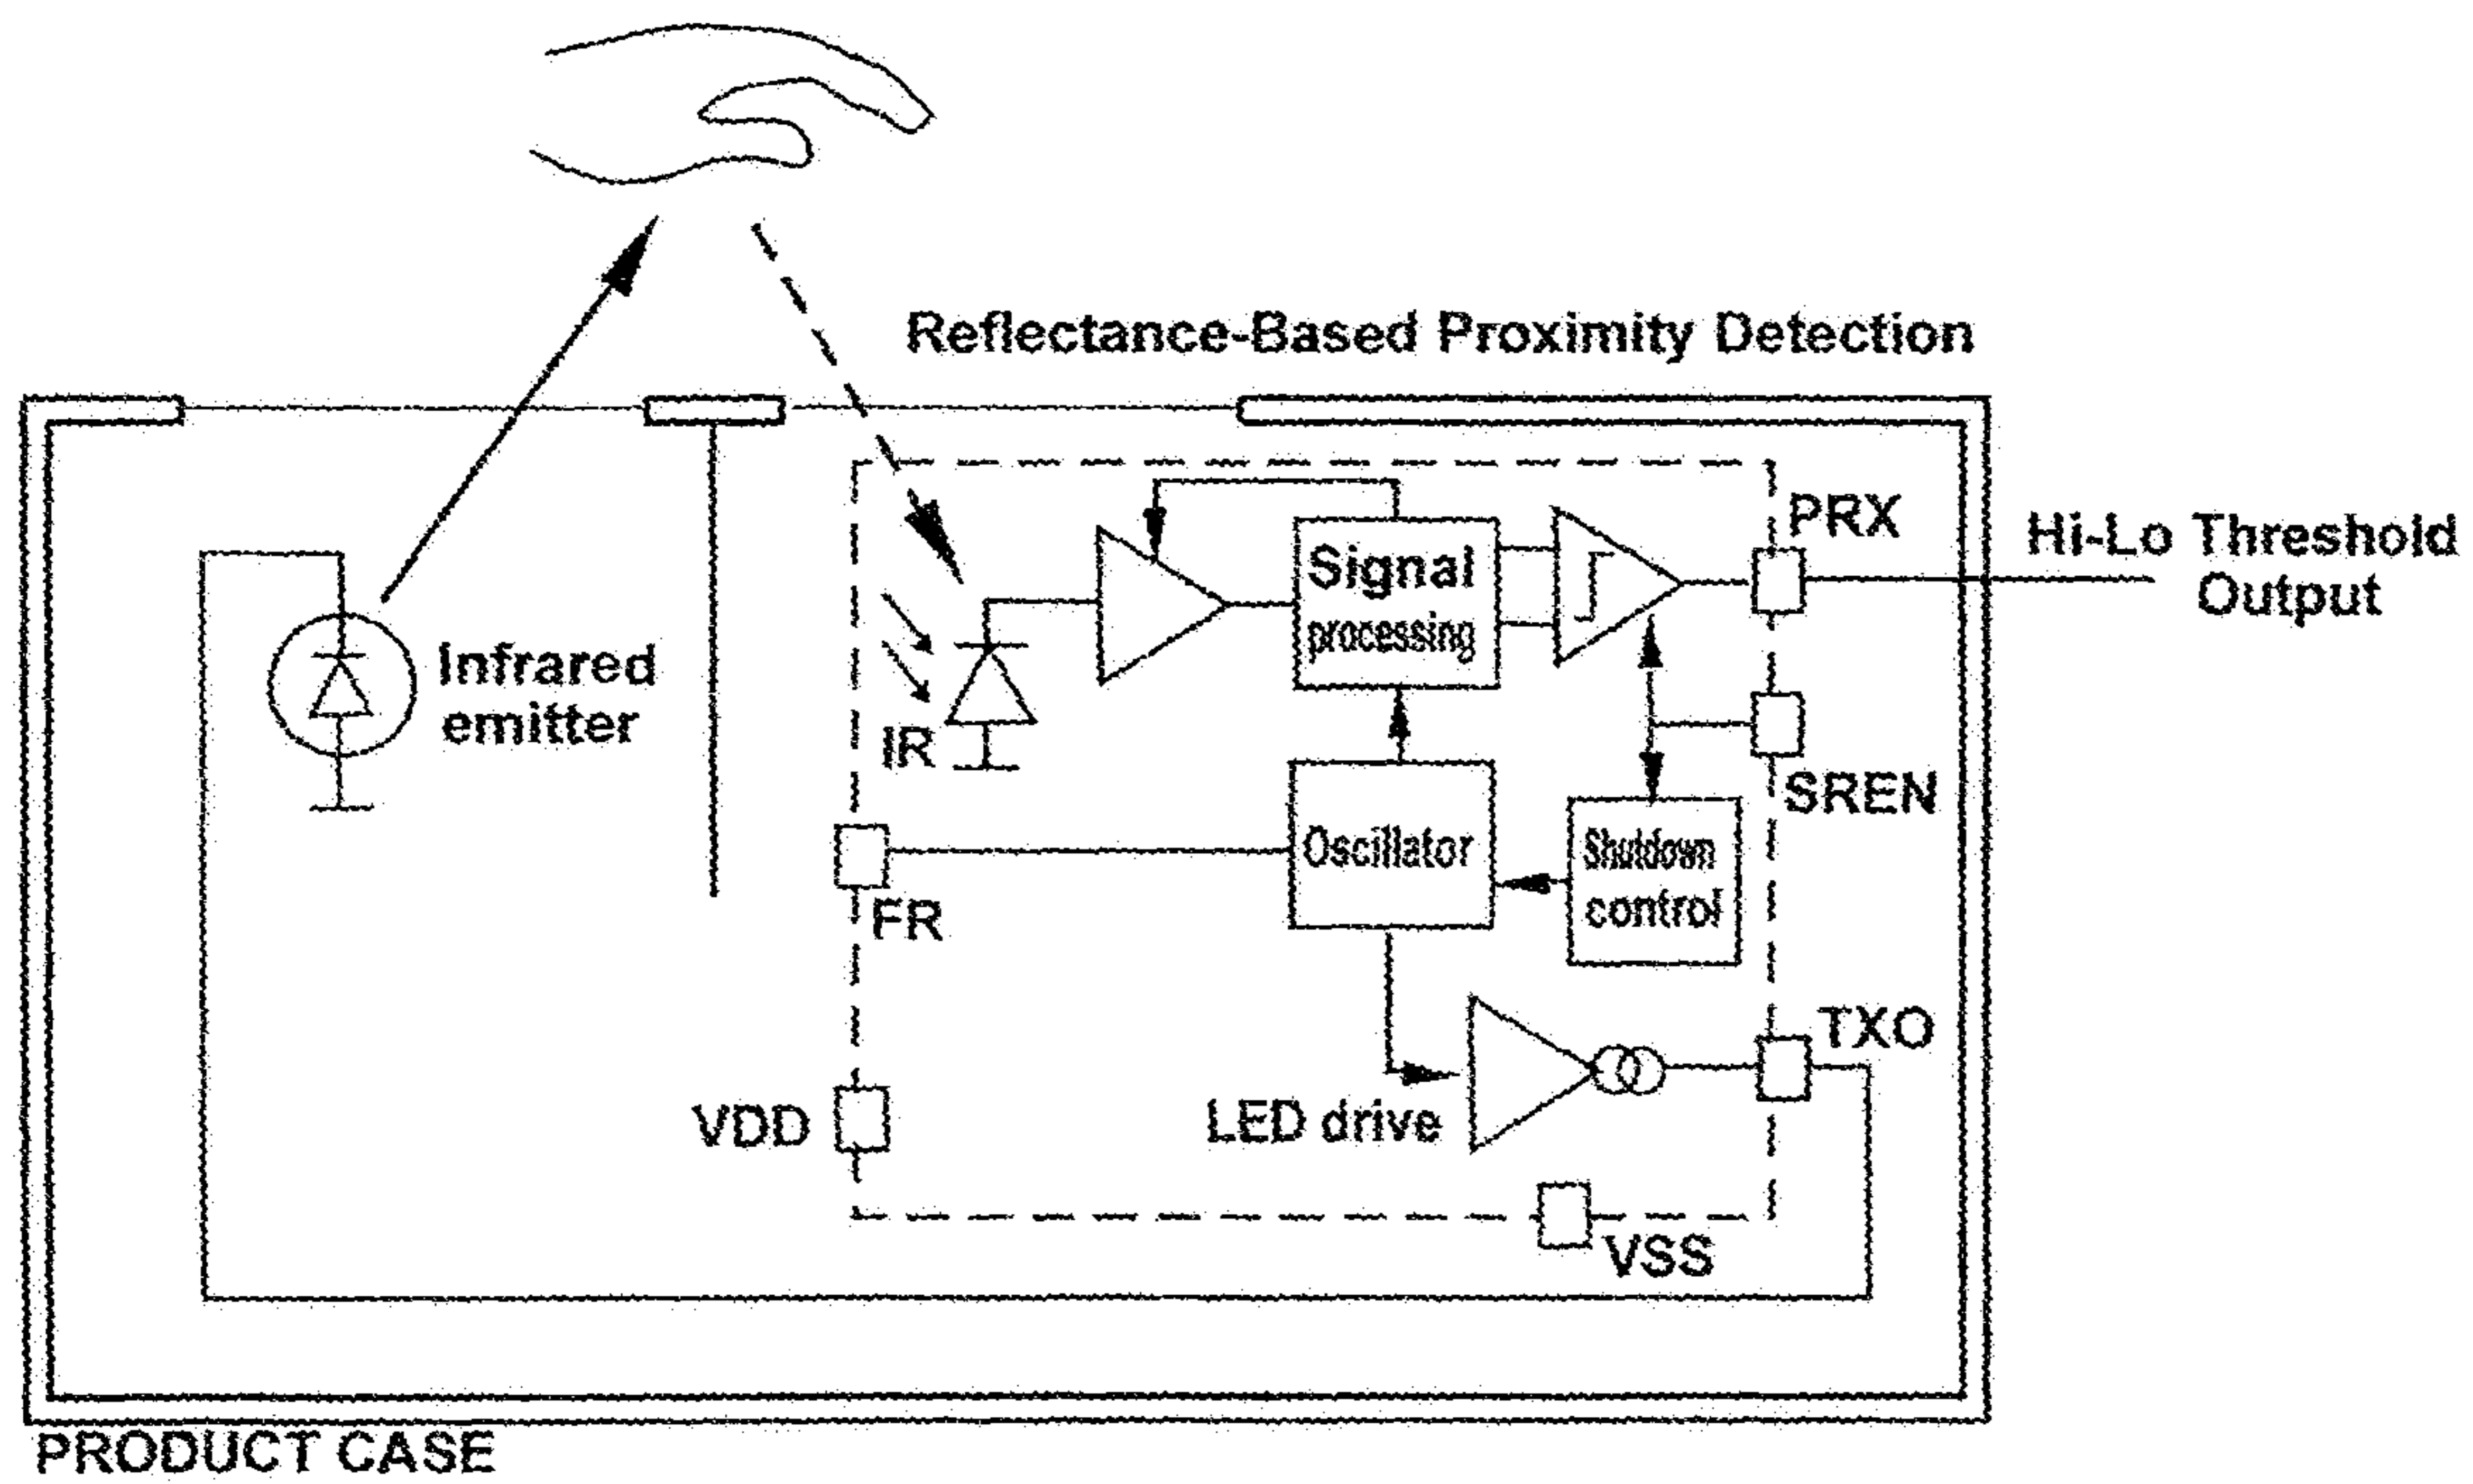 Reflectance-Based Proximity Detection
PRX
Hi-Lo Threshold
Output
Signal
processing
Infrared
emitter
IR
SREN
Oscillator
Shutdown
control
FR
TXO
VDD
LED drive
VSS
PRODUCT CASE